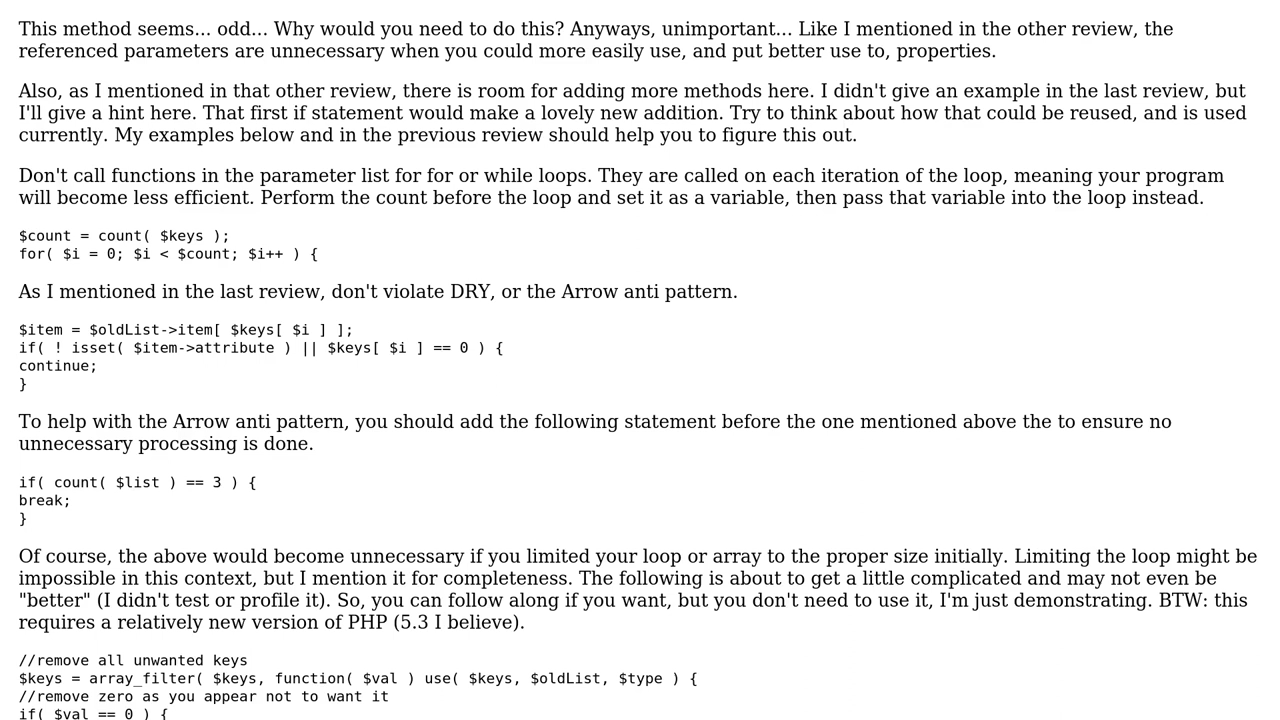 This method seems... odd... Why would you need to do this? Anyways, unimportant... Like I mentioned in the other review, the
referenced parameters are unnecessary when you could more easily use, and put better use to, properties.
Also, as I mentioned in that other review, there is room for adding more methods here. I didn't give an example in the last review, but
I'll give a hint here. That first if statement would make a lovely new addition. Try to think about how that could be reused, and is used
currently. My examples below and in the previous review should help you to figure this out.
Don't call functions in the parameter list for for or while loops. They are called on each iteration of the loop, meaning your program
will become less efficient. Perform the count before the loop and set it as a variable, then pass that variable into the loop instead.
$count = count( $keys );
for( $i = 0; $i < $count; $i++ ) {
As I mentioned in the last review, don't violate DRY, or the Arrow anti pattern.
$item = $oldList->item[ $keys[ $i ] ];
if( ! isset( $item->attribute ) || $keys[ $i ] == 0 ) {
continue;
}
To help with the Arrow anti pattern, you should add the following statement before the one mentioned above the to ensure no
unnecessary processing is done.
if( count( $list ) == 3 ) {
break;
}
Of course, the above would become unnecessary if you limited your loop or array to the proper size initially. Limiting the loop might be
impossible in this context, but I mention it for completeness. The following is about to get a little complicated and may not even be
"better" (I didn't test or profile it). So, you can follow along if you want, but you don't need to use it, I'm just demonstrating. BTW: this
requires a relatively new version of PHP (5.3 I believe).
//remove all unwanted keys
$keys = array_filter( $keys, function( $val ) use( $keys, $oldList, $type ) {
//remove zero as you appear not to want it
if( $val == 0 ) {